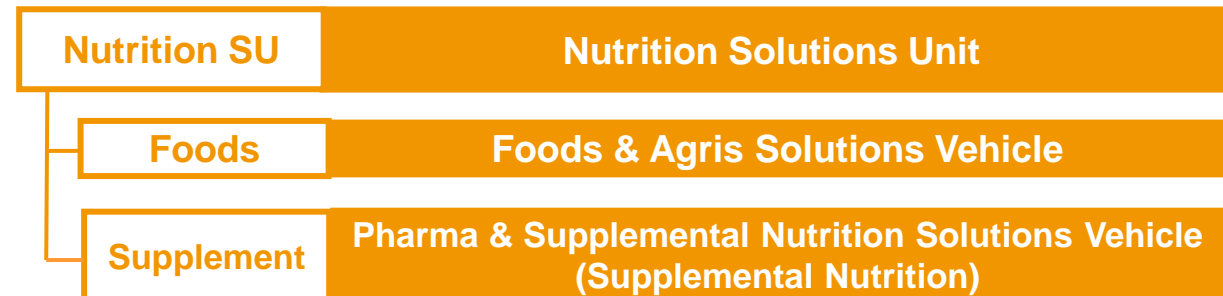 Nutrition SU
Nutrition Solutions Unit
Foods
Foods & Agris Solutions Vehicle
Supplement
Pharma & Supplemental Nutrition Solutions Vehicle
(Supplemental Nutrition)